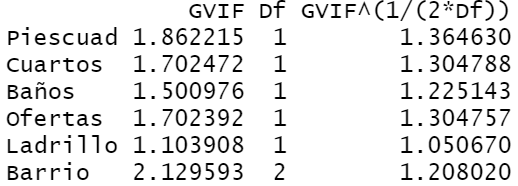 GVIF Df GVIF^(1/(2*Df))
Piescuad 1.862215 1 1.364630
Cuartos 1.702472 1 1.304788
Baños 1.500976 1 1.225143
Ofertas 1.702392 1 1.304757
Ladrillo 1.103908 1 1.050670
Barrio 2.129593 2 1.208020